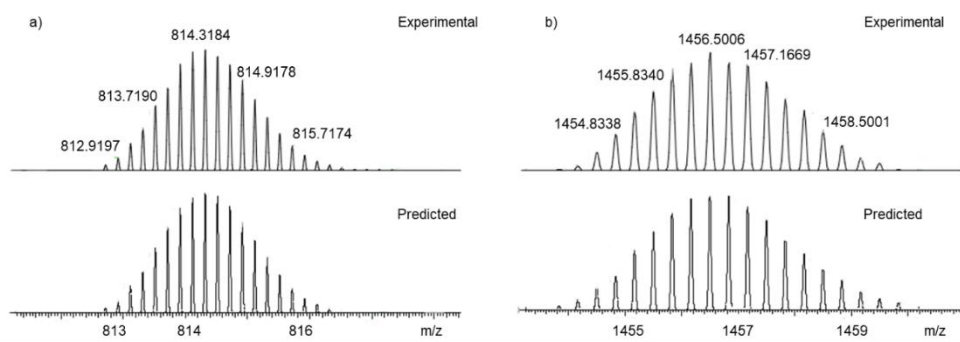 a)
Experimental
814.3184
814.9178
813.7190
812.9197
815.7174
Predicted
813
814
816
m/z
b)
Experimental
1456.5006
1457.1669
1455.8340
1454.8338
1458.5001
Predicted
1455
1457
1459
m/z